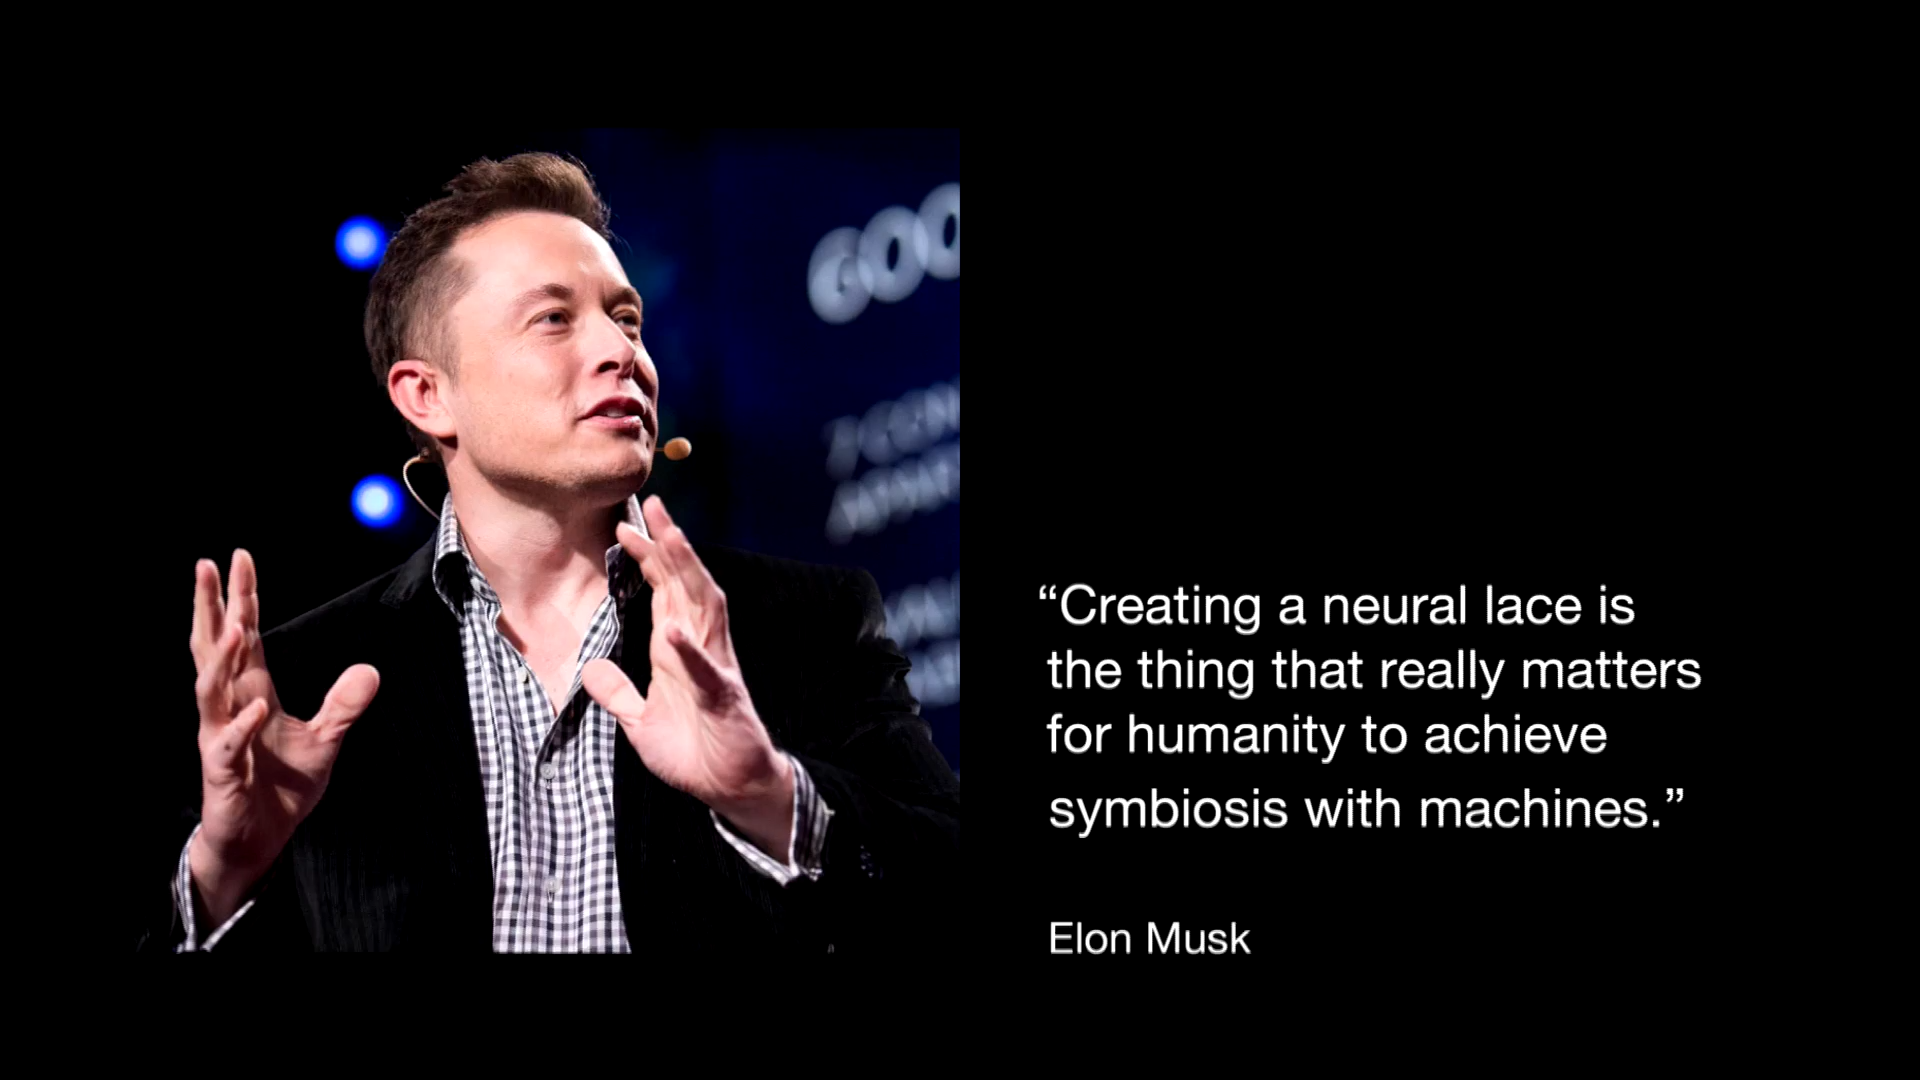 “Creating a neural lace is
the thing that really matters
for humanity to achieve
symbiosis with machines.”
Elon Musk